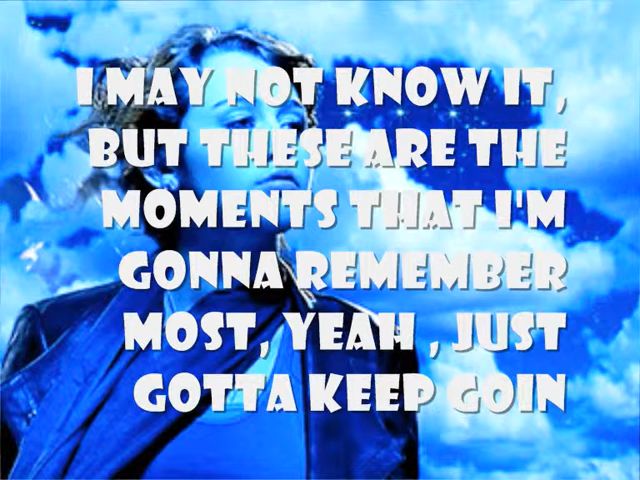 I MAY NOT KNOW IT,
BUT THESE ARE THE
MOMENTS THAT I'M
GONNA REMEMBER
MOST, YEAH , JUST
GOTTA KEEP GOIN